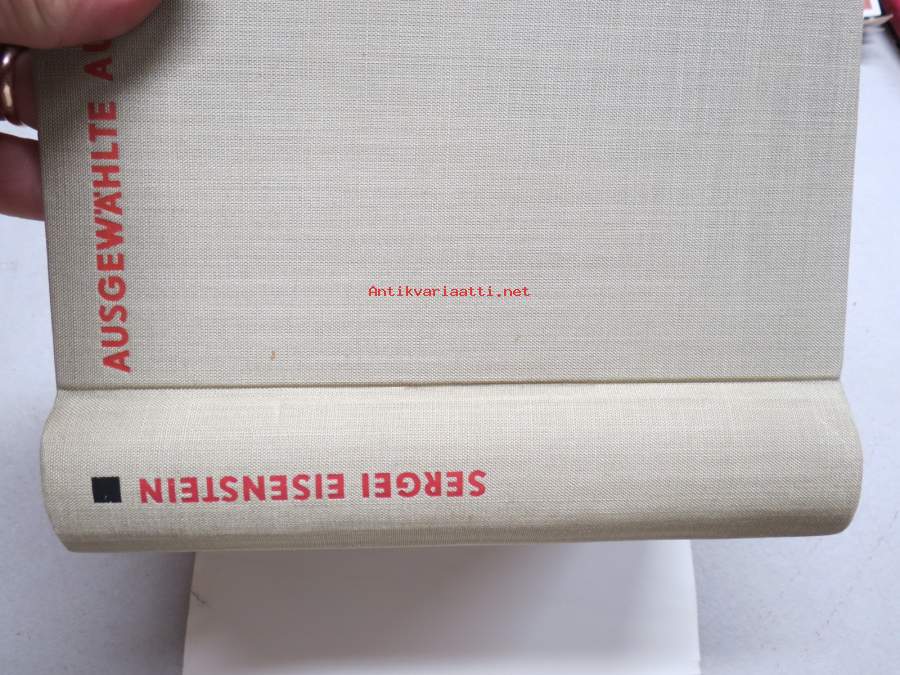 AUSGEWÄHLTE
Antikvariaatti.net
SERGEI EISENSTEIN